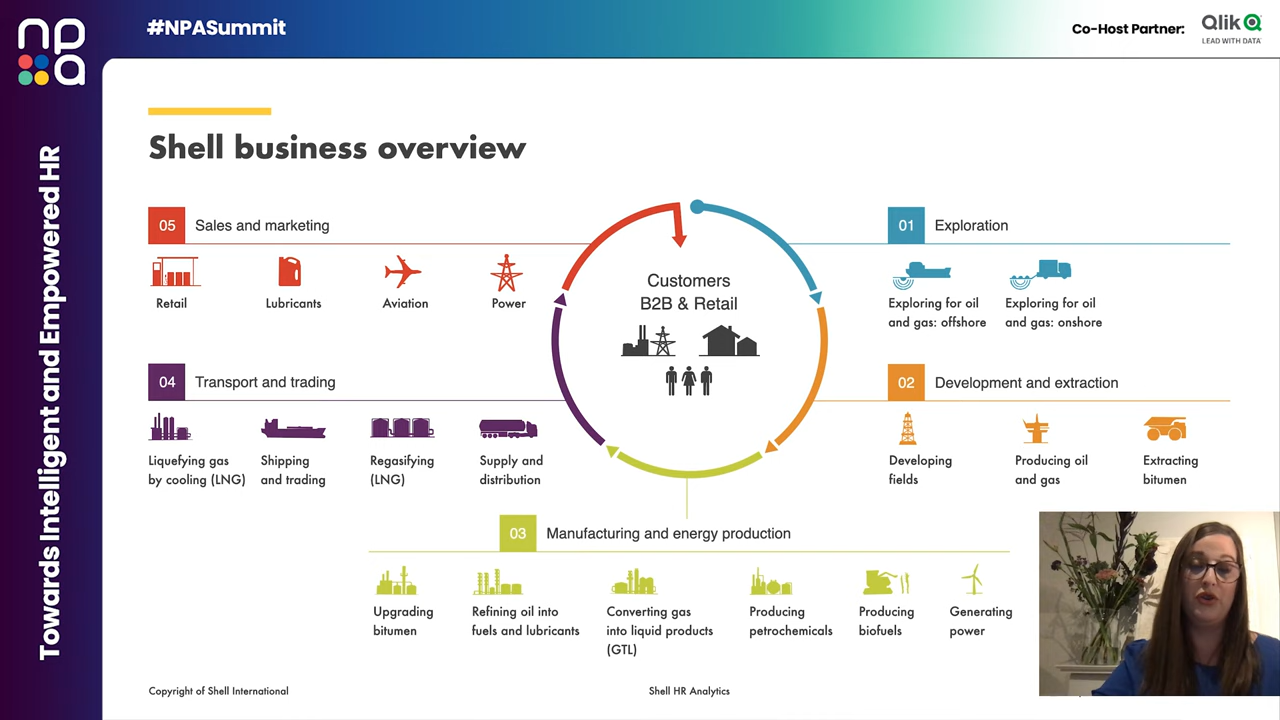 npa
#NPASummit
Co-Host Partner:
Qlik Q
LEAD WITH DATA
Towards Intelligent and Empowered HR
Shell business overview
05 Sales and marketing
Retail
Lubricants
Aviation
Power
Customers
B2B & Retail
01 Exploration
Exploring for oil
and gas: offshore
Exploring for oil
and gas: onshore
04 Transport and trading
Liquefying gas
by cooling (LNG)
Shipping
and trading
Regasifying
(LNG)
Supply and
distribution
02 Development and extraction
Developing
fields
Producing oil
and gas
Extracting
bitumen
03 Manufacturing and energy production
Upgrading
bitumen
Refining oil into
fuels and lubricants
Converting gas
into liquid products
(GTL)
Producing
petrochemicals
Producing
biofuels
Generating
power
Copyright of Shell International
Shell HR Analytics